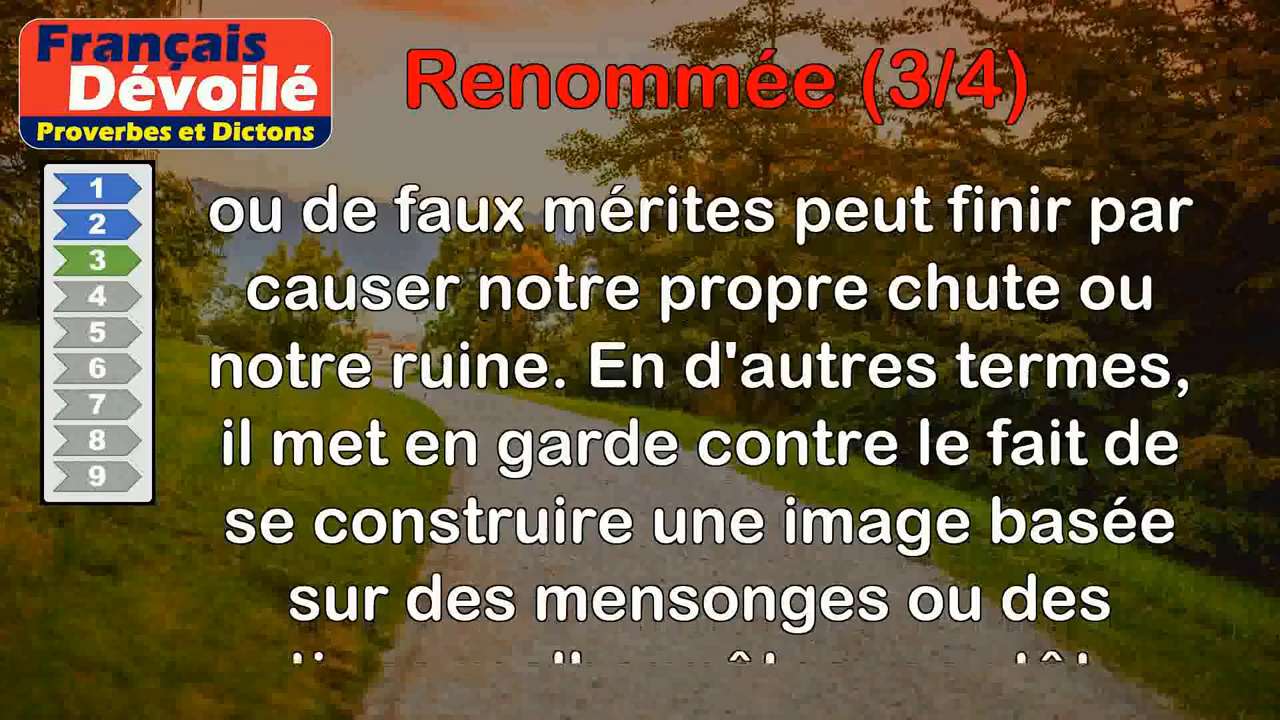 Français
Dévoilé
Proverbes et Dictons
Renommée (3/4)
1
2
3
4
5
6
7
8
9
ou de faux mérites peut finir par
causer notre propre chute ou
notre ruine. En d'autres termes,
il met en garde contre le fait de
se construire une image basée
sur des mensonges ou des